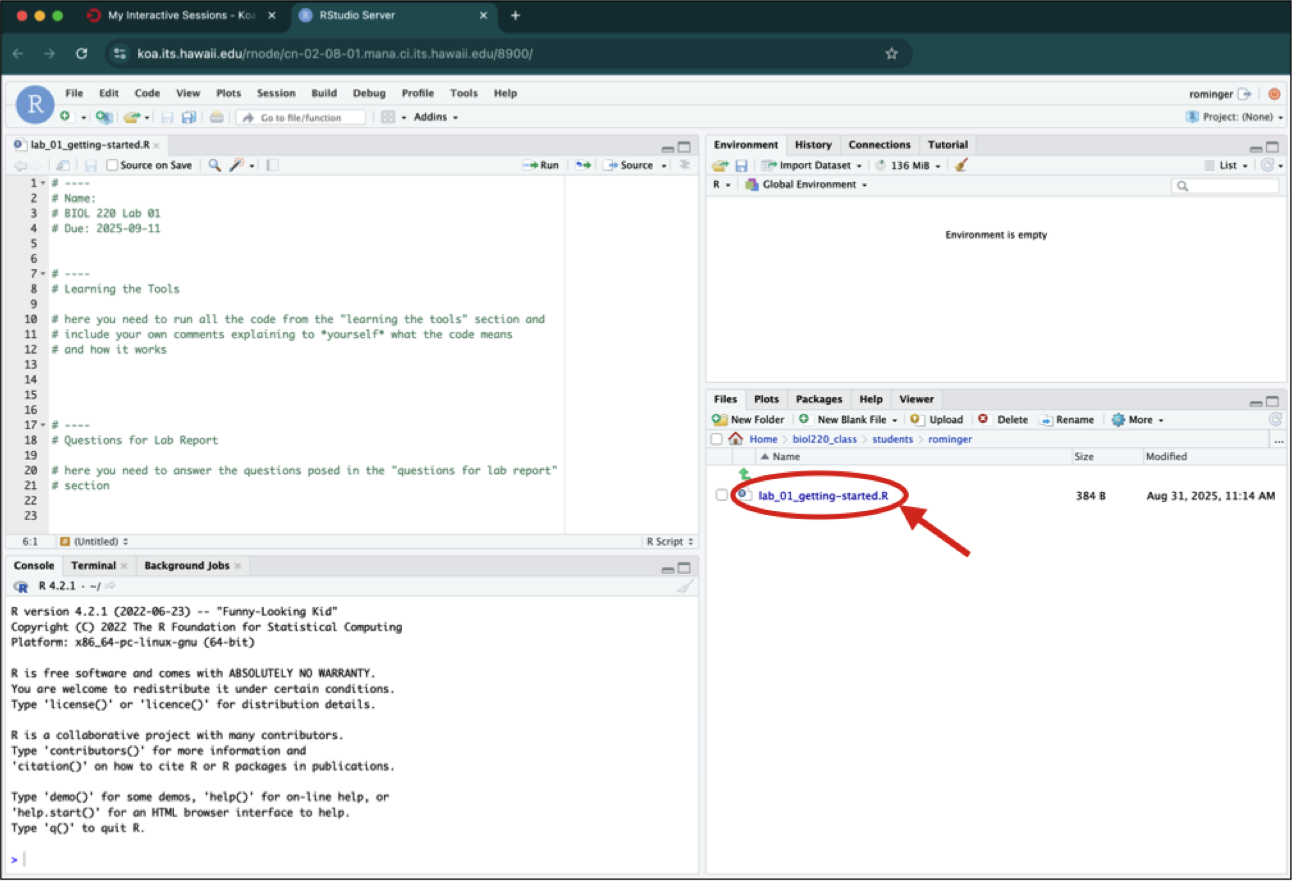 My Interactive Sessions - Koa
RStudio Server
koa.its.hawaii.edu/rnode/cn-02-08-01.mana.ci.its.hawaii.edu/8900/
R
File Edit Code View Plots Session Build Debug Profile Tools Help
rominger
Go to file/function
Addins
Project: (None)
lab_01_getting-started.R
Source on Save
Run
Source
1 # ----
2 # Name:
3 # BIOL 220 Lab 01
4 # Due: 2025-09-11
5
6
7 # ----
8 # Learning the Tools
9
10 # here you need to run all the code from the "learning the tools" section and
11 # include your own comments explaining to *yourself* what the code means
12 # and how it works
13
14
15
16
17 # ----
18 # Questions for Lab Report
19
20 # here you need to answer the questions posed in the "questions for lab report"
21 # section
22
23
6:1 (Untitled) R Script
Console Terminal Background Jobs
R 4.2.1 · ~/
R version 4.2.1 (2022-06-23) -- "Funny-Looking Kid"
Copyright (C) 2022 The R Foundation for Statistical Computing
Platform: x86_64-pc-linux-gnu (64-bit)
R is free software and comes with ABSOLUTELY NO WARRANTY.
You are welcome to redistribute it under certain conditions.
Type 'license()' or 'licence()' for distribution details.
R is a collaborative project with many contributors.
Type 'contributors()' for more information and
'citation()' on how to cite R or R packages in publications.
Type 'demo()' for some demos, 'help()' for on-line help, or
'help.start()' for an HTML browser interface to help.
Type 'q()' to quit R.
>
Environment History Connections Tutorial
Import Dataset 136 MiB List
R Global Environment
Environment is empty
Files Plots Packages Help Viewer
New Folder New Blank File Upload Delete Rename More
Home biol220_class students rominger ...
Name Size Modified
lab_01_getting-started.R 384 B Aug 31, 2025, 11:14 AM